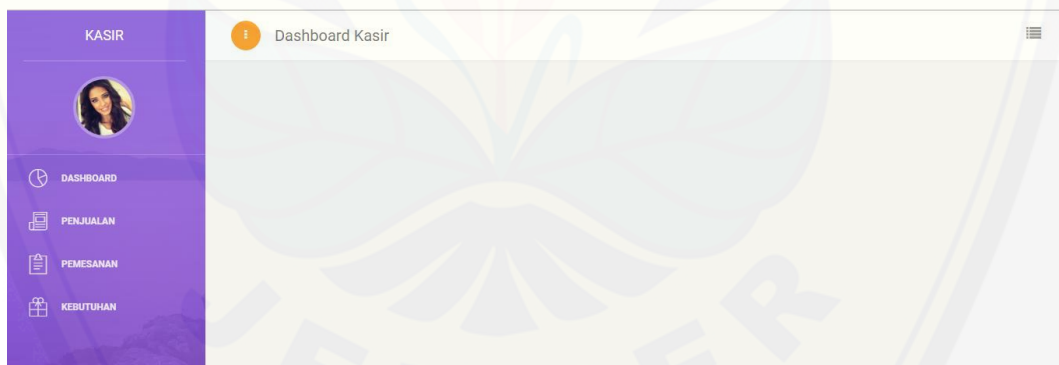 KASIR
Dashboard Kasir
DASHBOARD
PENJUALAN
PEMESANAN
KEBUTUHAN